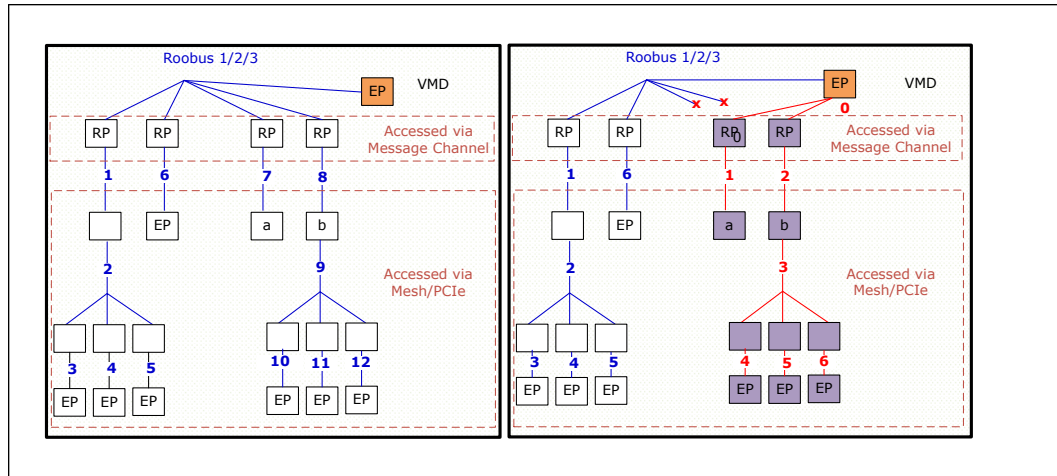 Roobus 1/2/3
EP
VMD
RP
RP
RP
RP
Accessed via
Message Channel
1
6
7
8
EP
a
b
2
9
Accessed via
Mesh/PCIe
3
4
5
10
11
12
EP
EP
EP
EP
EP
EP
Roobus 1/2/3
EP
VMD
x
x
0
RP
RP
RP
0
RP
Accessed via
Message Channel
1
6
1
2
EP
a
b
2
3
Accessed via
Mesh/PCIe
3
4
5
4
5
6
EP
EP
EP
EP
EP
EP